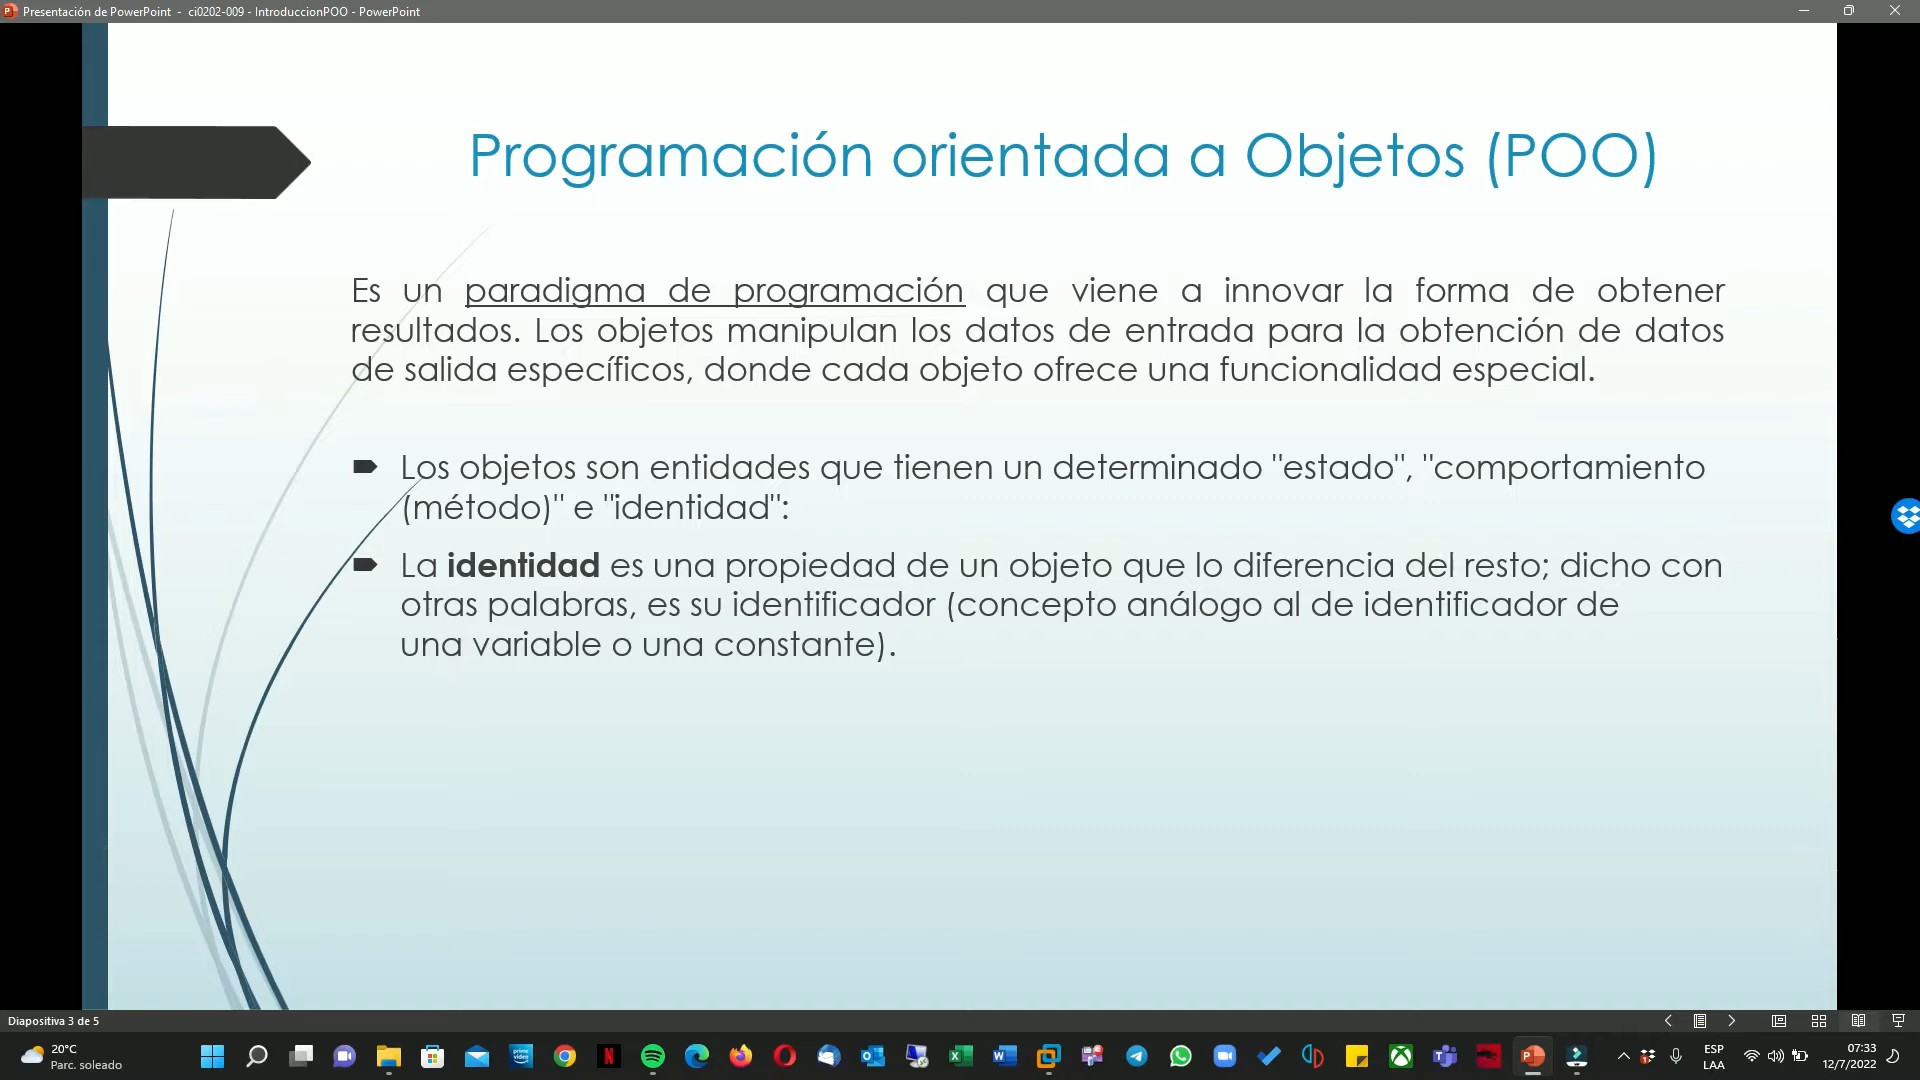 Presentación de PowerPoint - ci0202-009 - IntroduccionPOO - PowerPoint
Programación orientada a Objetos (POO)
Es un paradigma de programación que viene a innovar la forma de obtener
resultados. Los objetos manipulan los datos de entrada para la obtención de datos
de salida específicos, donde cada objeto ofrece una funcionalidad especial.
Los objetos son entidades que tienen un determinado "estado", "comportamiento
(método)" e "identidad":
La identidad es una propiedad de un objeto que lo diferencia del resto; dicho con
otras palabras, es su identificador (concepto análogo al de identificador de
una variable o una constante).
Diapositiva 3 de 5
20°C
Parc. soleado
prime video
ESP
LAA
07:33
12/7/2022